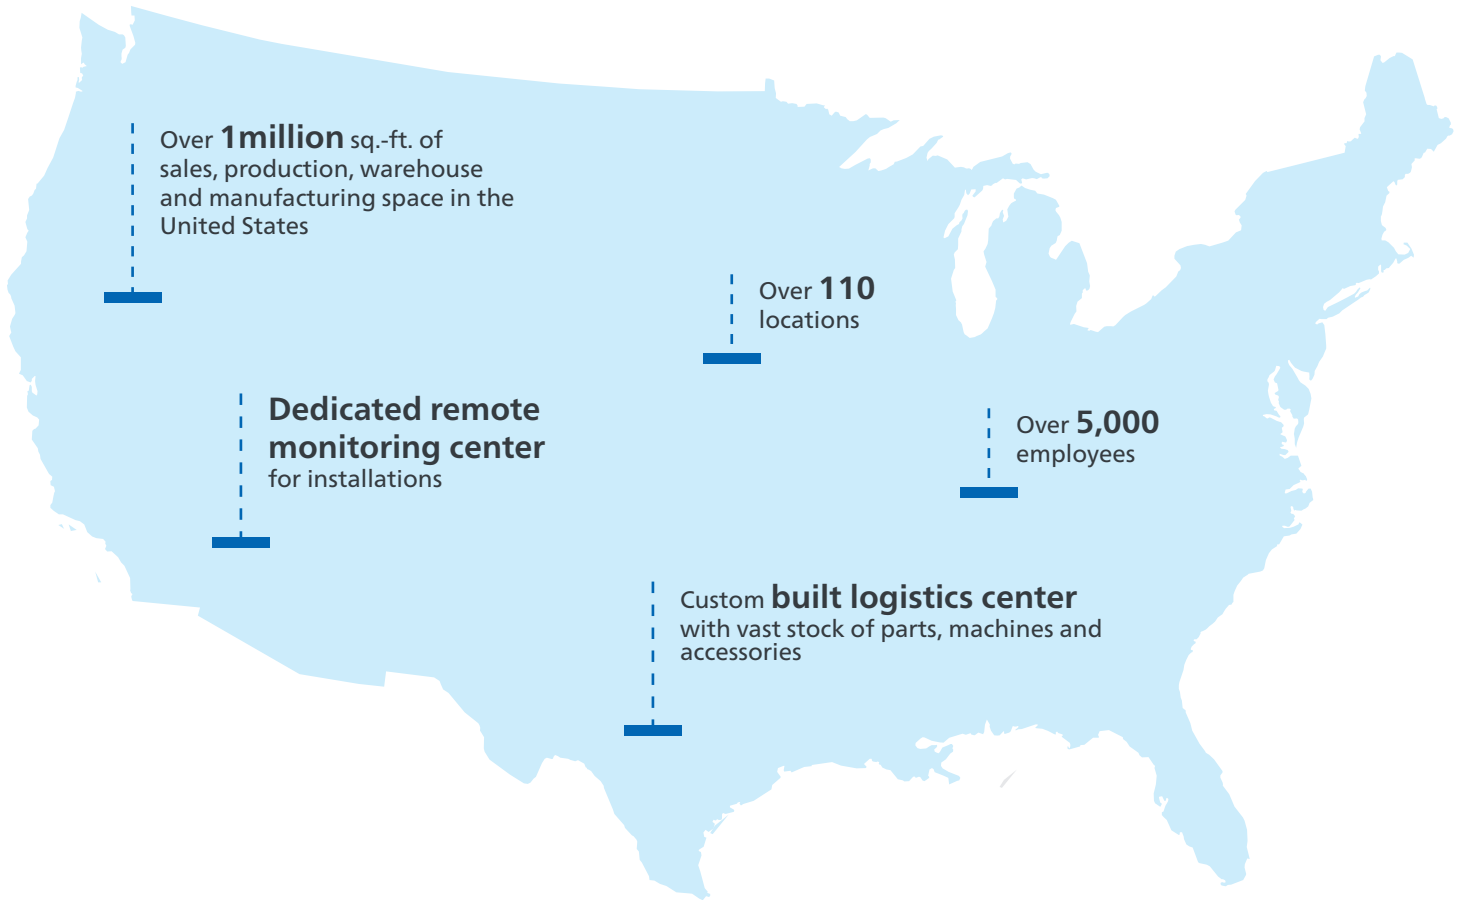 Over 1million sq.-ft. of
sales, production, warehouse
and manufacturing space in the
United States
Over 110
locations
Dedicated remote
monitoring center
for installations
Over 5,000
employees
Custom built logistics center
with vast stock of parts, machines and
accessories